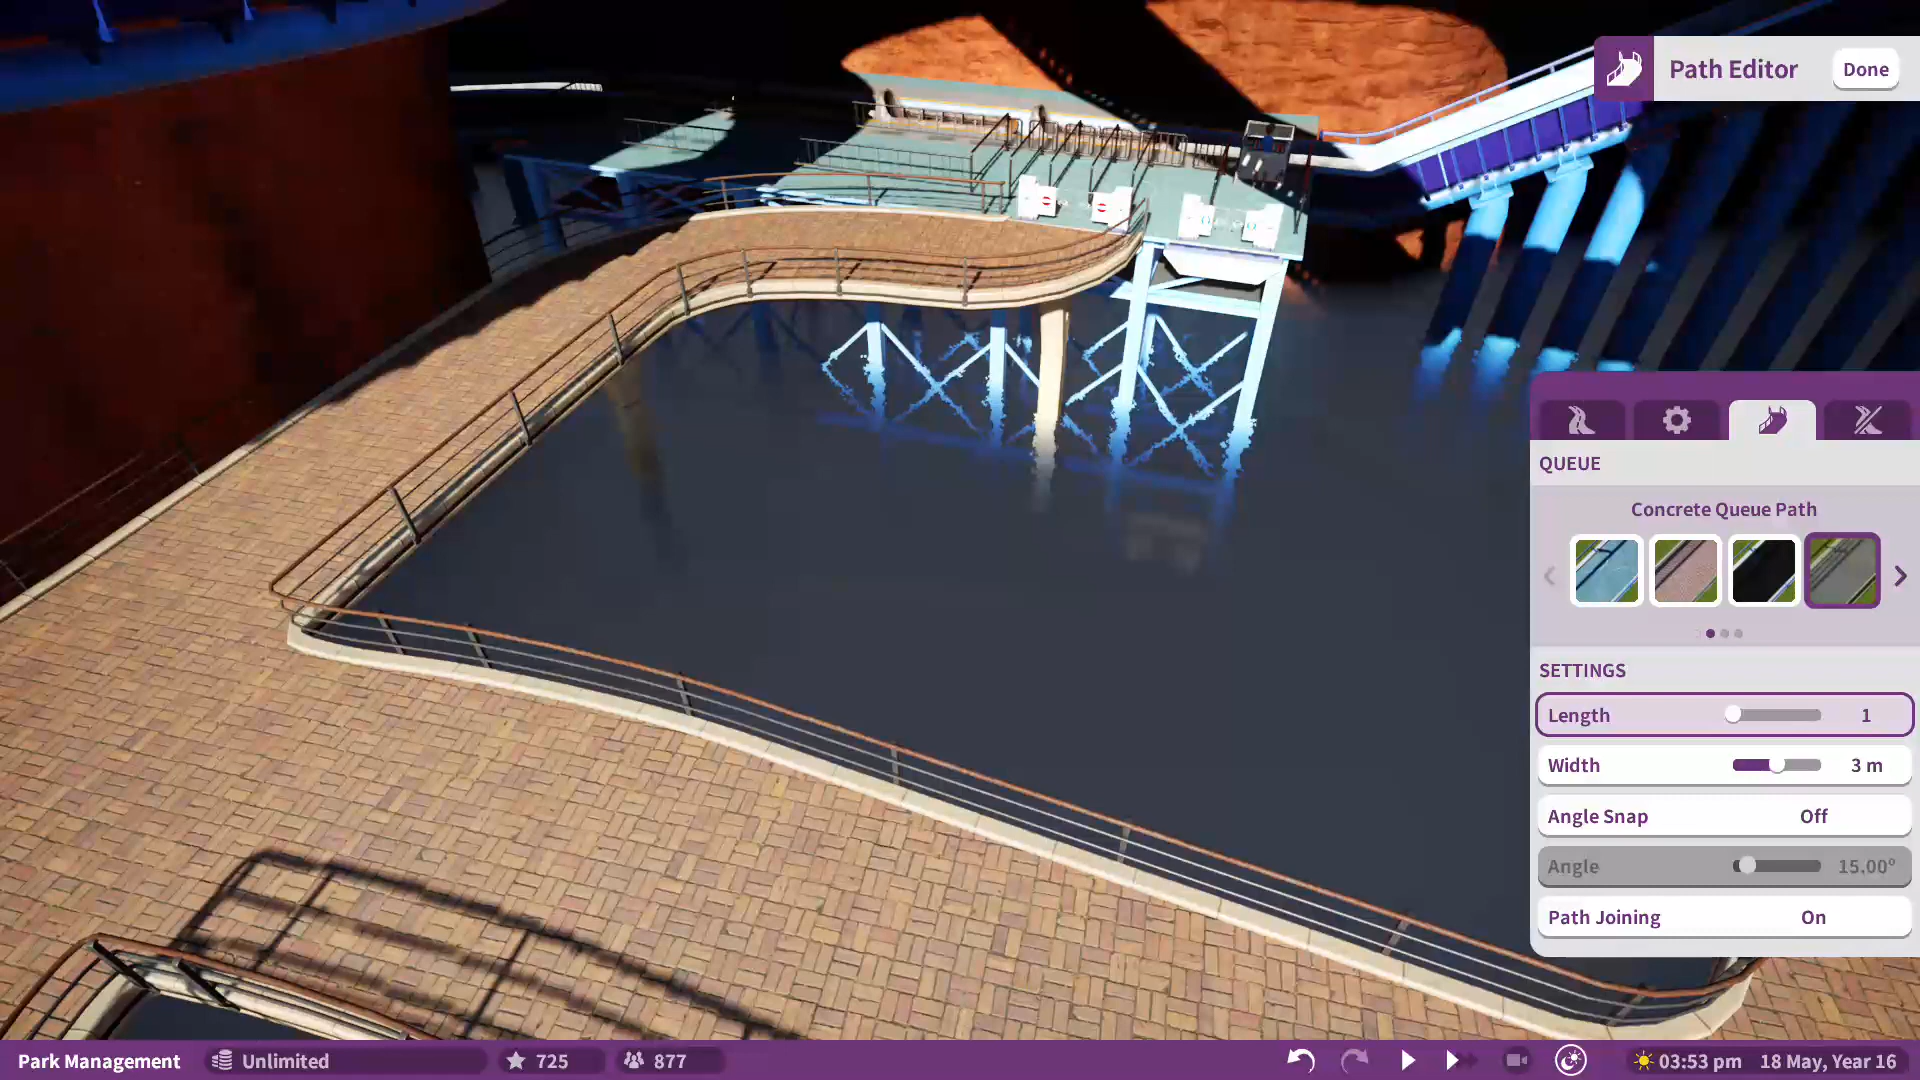 Path Editor
Done
QUEUE
Concrete Queue Path
SETTINGS
Length 1
Width 3 m
Angle Snap Off
Angle 15.00°
Path Joining On
Park Management
Unlimited
725
877
03:53 pm
18 May, Year 16